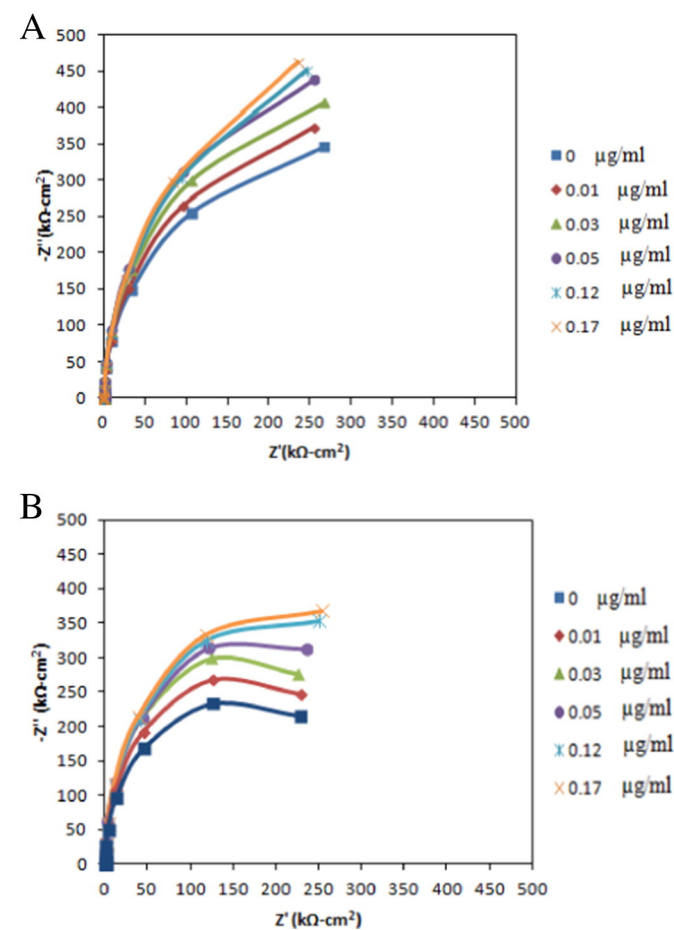 A
500
450
400
350
300
250
200
150
100
50
0
-Z"(kΩ-cm²)
0 50 100 150 200 250 300 350 400 450 500
Z'(kΩ-cm²)
0 µg/ml
0.01 µg/ml
0.03 µg/ml
0.05 µg/ml
0.12 µg/ml
0.17 µg/ml
B
500
450
400
350
300
250
200
150
100
50
0
-Z" (kΩ-cm²)
0 50 100 150 200 250 300 350 400 450 500
Z' (kΩ-cm²)
0 µg/ml
0.01 µg/ml
0.03 µg/ml
0.05 µg/ml
0.12 µg/ml
0.17 µg/ml